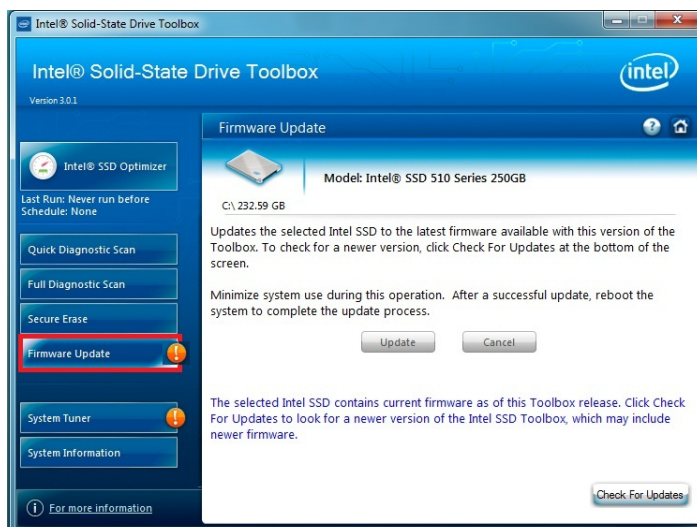 Intel® Solid-State Drive Toolbox
Intel® Solid-State Drive Toolbox
Version 3.0.1
intel
Firmware Update
?
Intel® SSD Optimizer
Last Run: Never run before
Schedule: None
Quick Diagnostic Scan
Full Diagnostic Scan
Secure Erase
Firmware Update
!
System Tuner
!
System Information
i For more information
Model: Intel® SSD 510 Series 250GB
C:\ 232.59 GB
Updates the selected Intel SSD to the latest firmware available with this version of the
Toolbox. To check for a newer version, click Check For Updates at the bottom of the
screen.
Minimize system use during this operation.  After a successful update, reboot the
system to complete the update process.
Update Cancel
The selected Intel SSD contains current firmware as of this Toolbox release. Click Check
For Updates to look for a newer version of the Intel SSD Toolbox, which may include
newer firmware.
Check For Updates